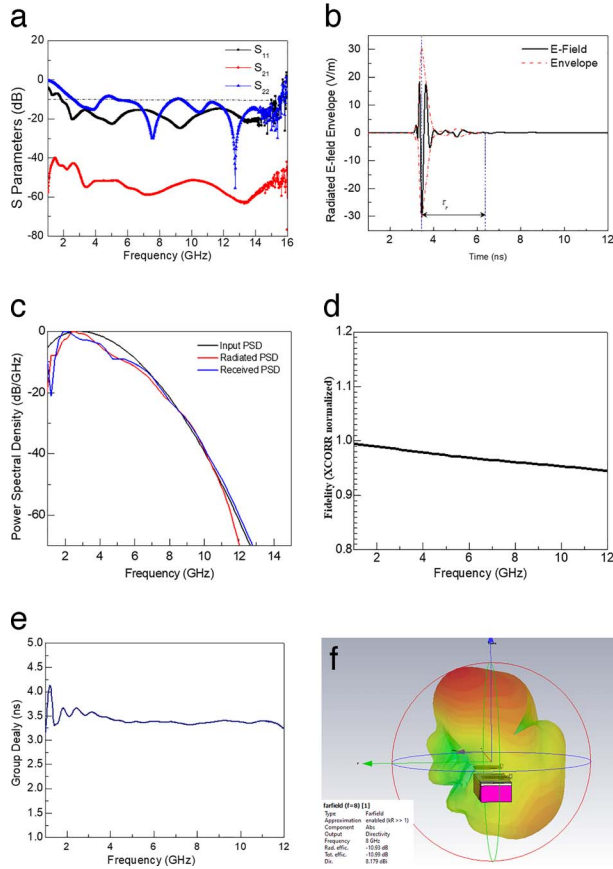 a
S Parameters (dB)
20
0
-20
-40
-60
-80
S11
S21
S22
2 4 6 8 10 12 14 16
Frequency (GHz)
b
Radiated E-field Envelope (V/m)
30
20
10
0
-10
-20
-30
E-Field
Envelope
τr
2 4 6 8 10 12
Time (ns)
c
Power Spectral Density (dB/GHz)
0
-20
-40
-60
Input PSD
Radiated PSD
Received PSD
2 4 6 8 10 12 14
Frequency (GHz)
d
Fidelity (XCORR normalized)
1.2
1.1
1.0
0.9
0.8
2 4 6 8 10 12
Frequency (GHz)
e
Group Dealy (ns)
5.0
4.5
4.0
3.5
3.0
2.5
2.0
1.5
1.0
2 4 6 8 10 12
Frequency (GHz)
f
farfield (f=8) [1]
Type Farfield
Approximation enabled (kR >> 1)
Component Abs
Output Directivity
Frequency 8 GHz
Rad. effic. -10.93 dB
Tot. effic. -10.99 dB
Dir. 8.179 dBi